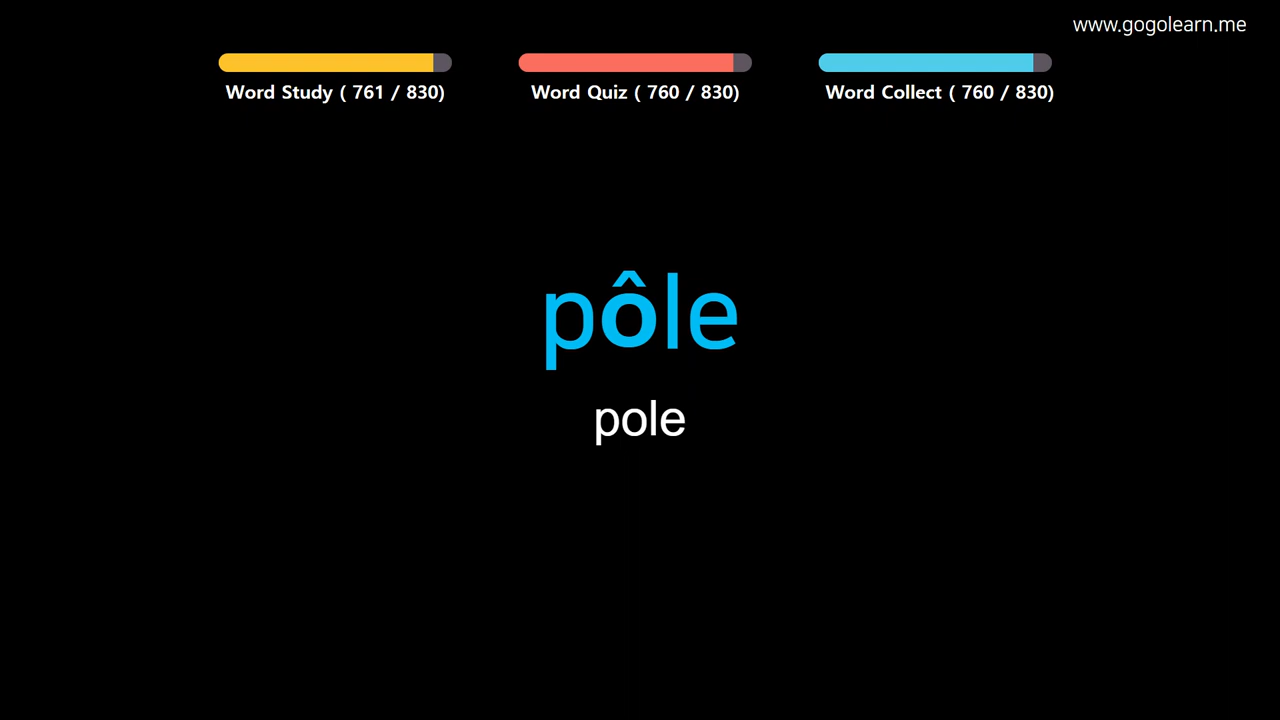 www.gogolearn.me
Word Study ( 761 / 830)
Word Quiz ( 760 / 830)
Word Collect ( 760 / 830)
pôle
pole